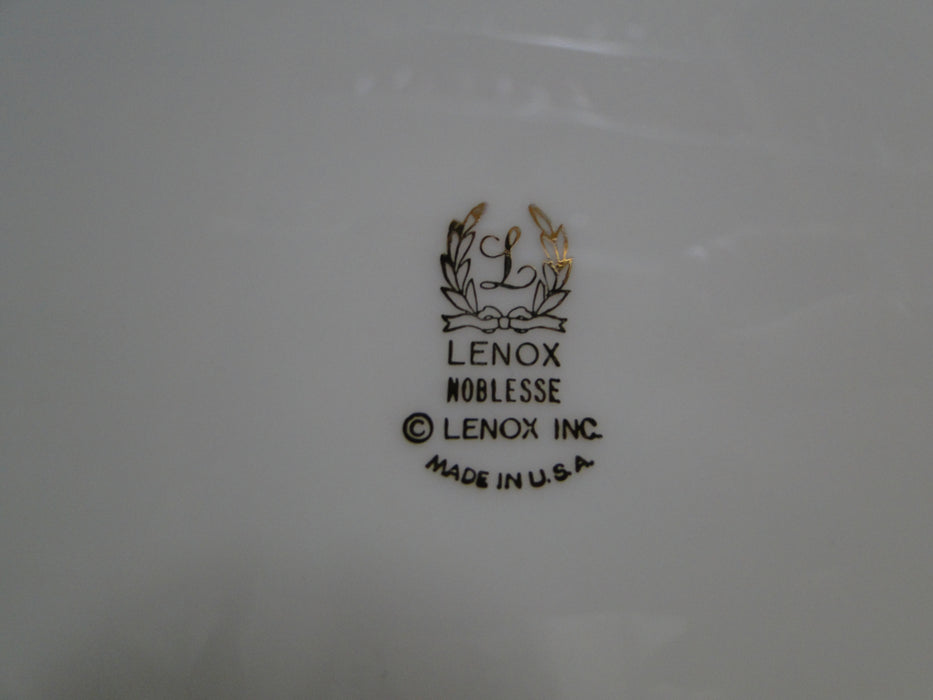 L
LENOX
NOBLESSE
© LENOX INC.
MADE IN U.S.A.